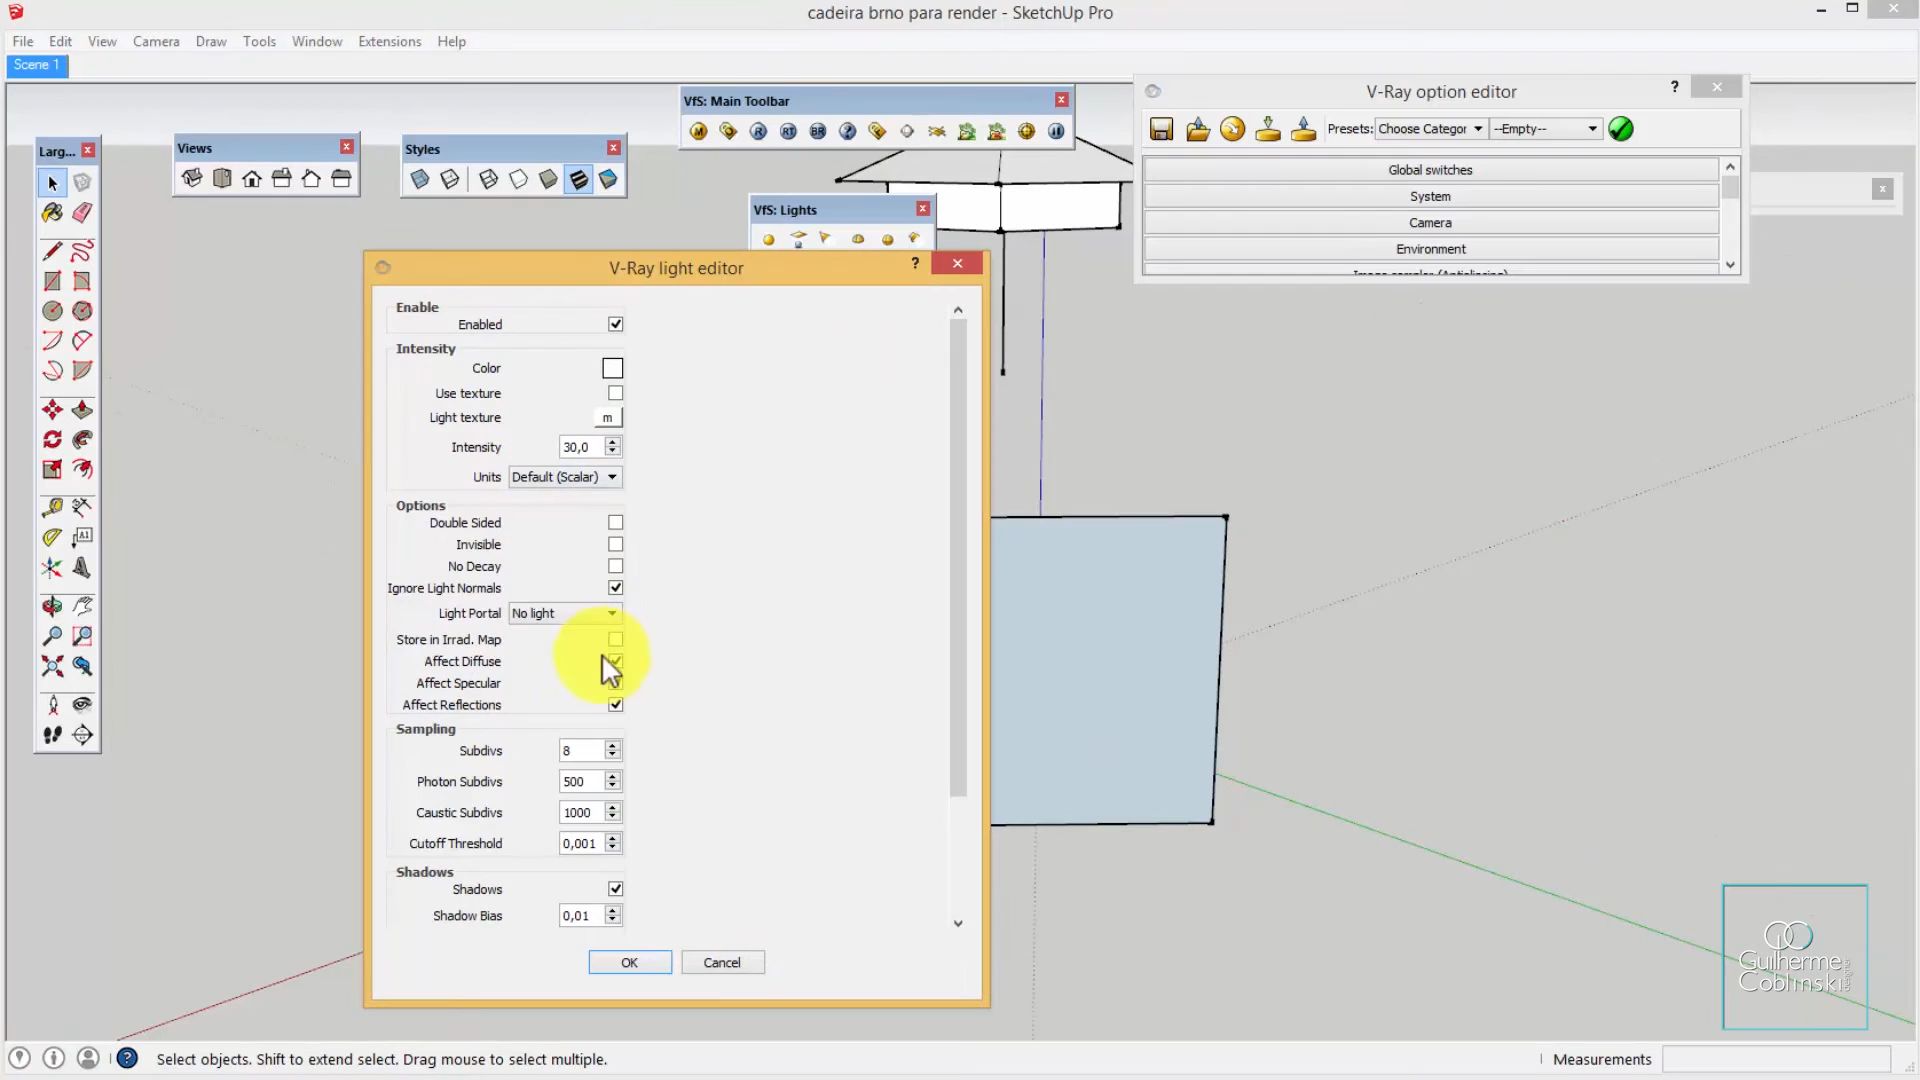 cadeira brno para render - SketchUp Pro
File Edit View Camera Draw Tools Window Extensions Help
Scene 1
VfS: Main Toolbar
V-Ray option editor
?
Presets: Choose Categor --Empty--
Larg...
Views
Styles
Global switches
System
Camera
Environment
Image sampler (Antialiasing)
VfS: Lights
V-Ray light editor
?
Enable
Enabled
Intensity
Color
Use texture
Light texture m
Intensity 30,0
Units Default (Scalar)
Options
Double Sided
Invisible
No Decay
Ignore Light Normals
Light Portal No light
Store in Irrad. Map
Affect Diffuse
Affect Specular
Affect Reflections
Sampling
Subdivs 8
Photon Subdivs 500
Caustic Subdivs 1000
Cutoff Threshold 0,001
Shadows
Shadows
Shadow Bias 0,01
OK Cancel
Guilherme
Coblinski
Select objects. Shift to extend select. Drag mouse to select multiple.
Measurements